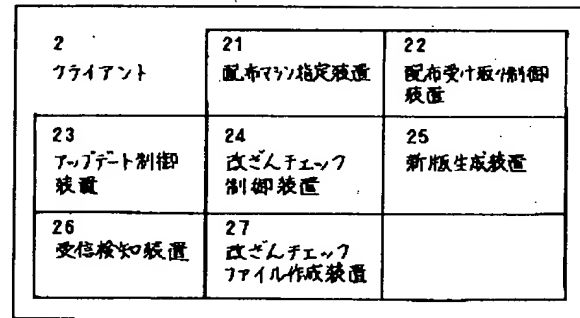 2
クライアント
21
配布マシン指定装置
22
配布受け取り制御
装置
23
アップデート制御
装置
24
改ざんチェック
制御装置
25
新版生成装置
26
受信検知装置
27
改ざんチェック
ファイル作成装置